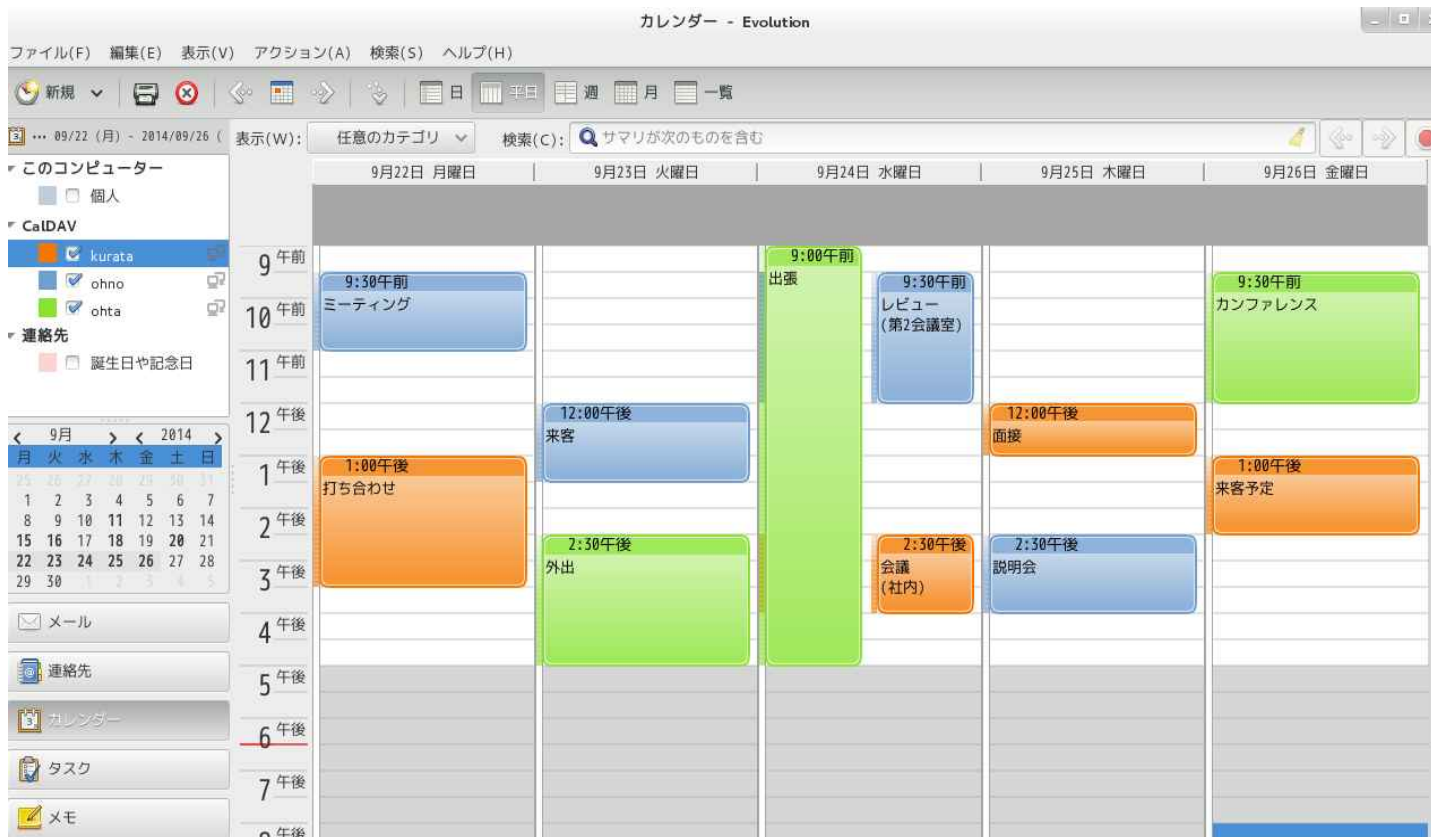 カレンダー - Evolution
ファイル(F) 編集(E) 表示(V) アクション(A) 検索(S) ヘルプ(H)
新規 日 平日 週 月 一覧
... 09/22 (月) - 2014/09/26 (
表示(W): 任意のカテゴリ 検索(C): サマリが次のものを含む
このコンピューター
個人
CalDAV
kurata
ohno
ohta
連絡先
誕生日や記念日
9月 2014
月 火 水 木 金 土 日
25 26 27 28 29 30 31
1 2 3 4 5 6 7
8 9 10 11 12 13 14
15 16 17 18 19 20 21
22 23 24 25 26 27 28
29 30 1 2 3 4 5
メール
連絡先
カレンダー
タスク
メモ
9月22日 月曜日 9月23日 火曜日 9月24日 水曜日 9月25日 木曜日 9月26日 金曜日
9 午前
10 午前
11 午前
12 午後
1 午後
2 午後
3 午後
4 午後
5 午後
6 午後
7 午後
午後
9:30午前
ミーティング
1:00午後
打ち合わせ
12:00午後
来客
2:30午後
外出
9:00午前
出張
9:30午前
レビュー
(第2会議室)
2:30午後
会議
(社内)
12:00午後
面接
2:30午後
説明会
9:30午前
カンファレンス
1:00午後
来客予定